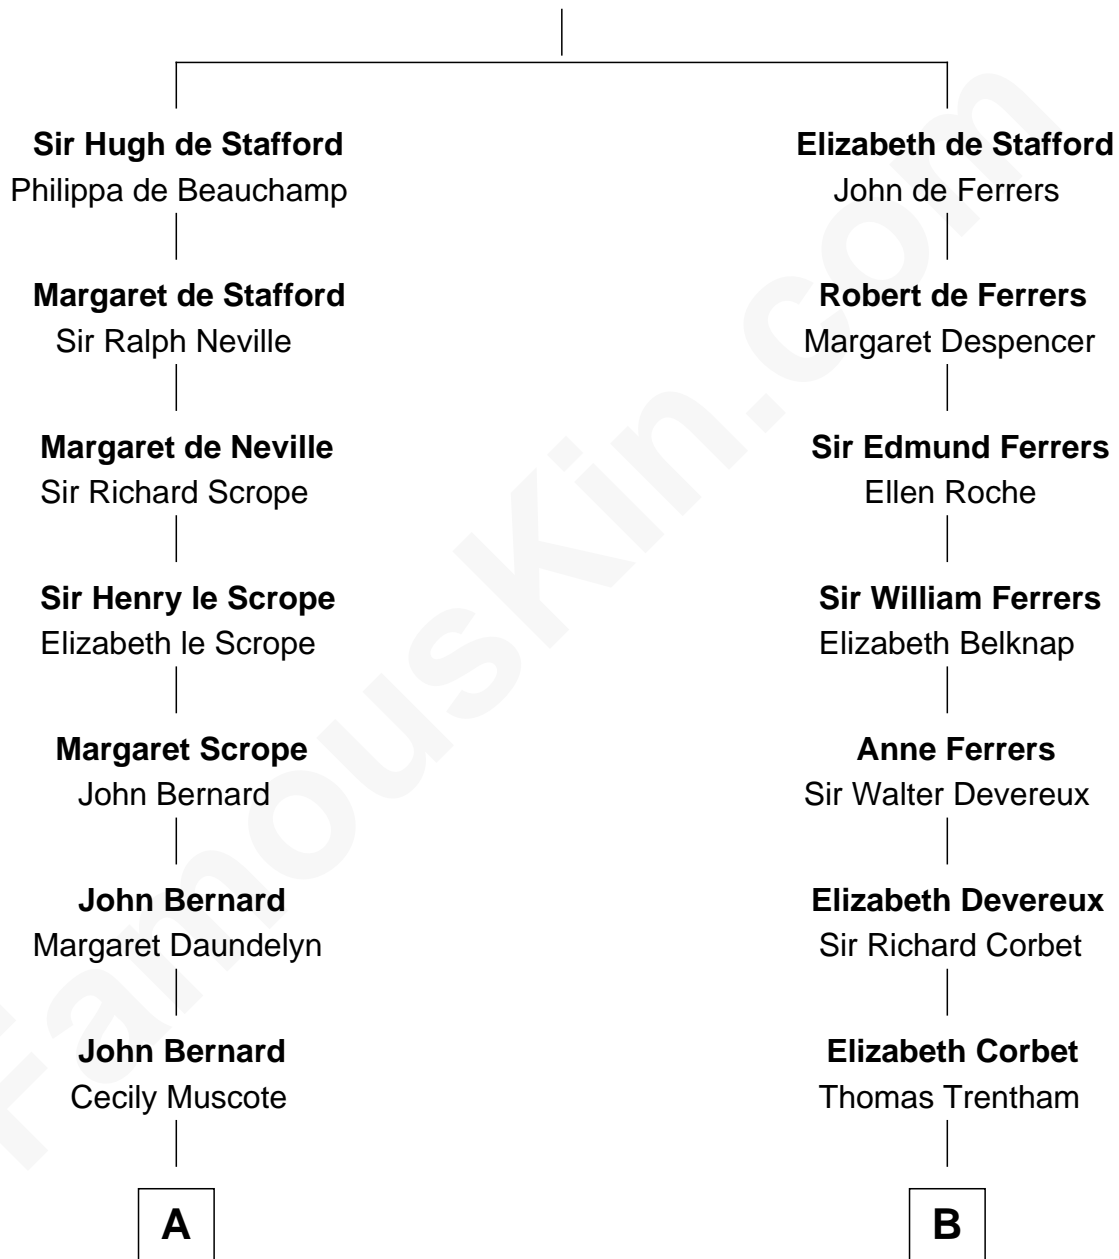 Sir Hugh de Stafford
Philippa de Beauchamp
Margaret de Stafford
Sir Ralph Neville
Margaret de Neville
Sir Richard Scrope
Sir Henry le Scrope
Elizabeth le Scrope
Margaret Scrope
John Bernard
John Bernard
Margaret Daundelyn
John Bernard
Cecily Muscote
A
Elizabeth de Stafford
John de Ferrers
Robert de Ferrers
Margaret Despencer
Sir Edmund Ferrers
Ellen Roche
Sir William Ferrers
Elizabeth Belknap
Anne Ferrers
Sir Walter Devereux
Elizabeth Devereux
Sir Richard Corbet
Elizabeth Corbet
Thomas Trentham
B
FamousKin.com